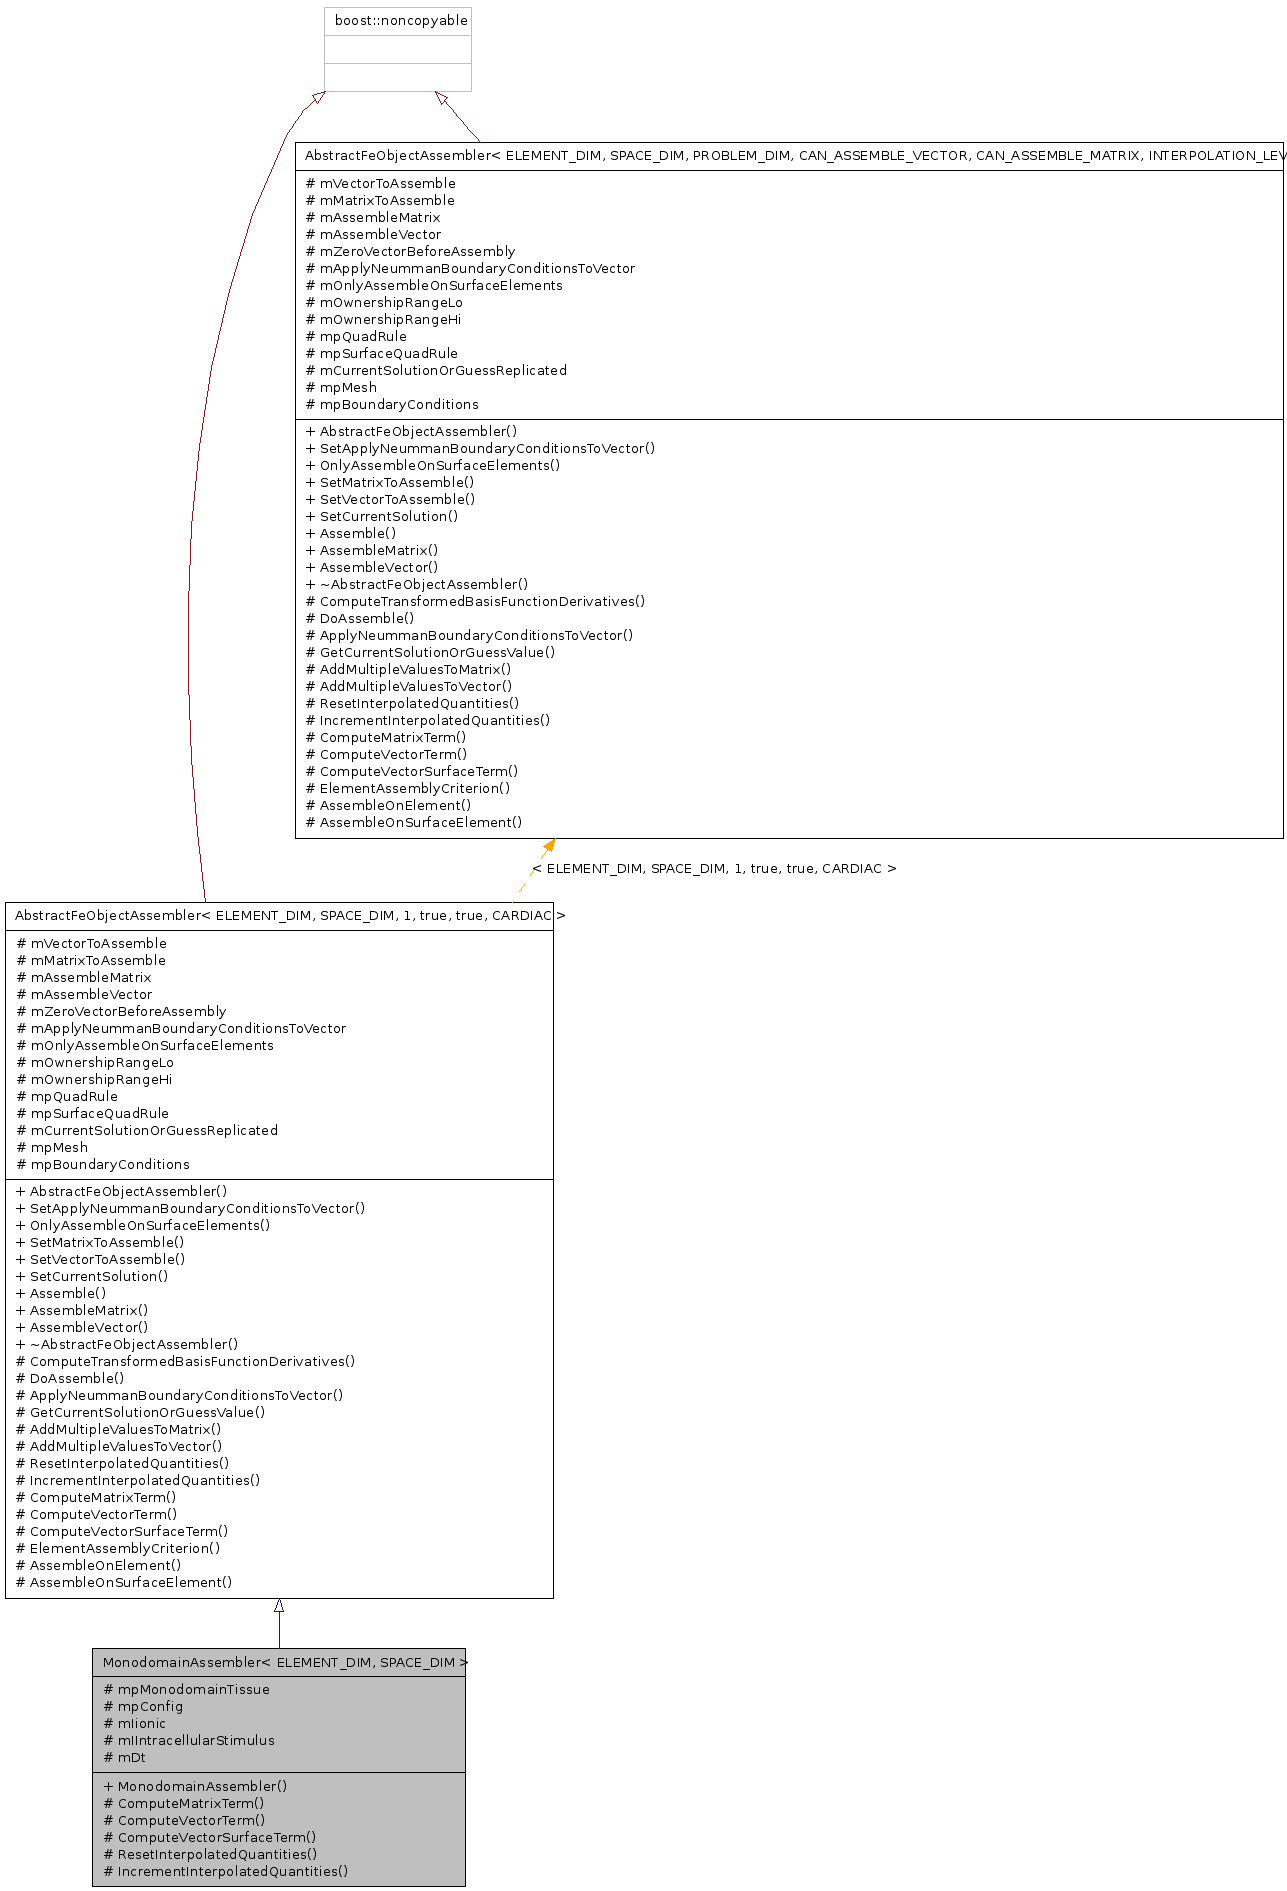 boost::noncopyable
AbstractFeObjectAssembler< ELEMENT_DIM, SPACE_DIM, PROBLEM_DIM, CAN_ASSEMBLE_VECTOR, CAN_ASSEMBLE_MATRIX, INTERPOLATION_LEV
# mVectorToAssemble
# mMatrixToAssemble
# mAssembleMatrix
# mAssembleVector
# mZeroVectorBeforeAssembly
# mApplyNeummanBoundaryConditionsToVector
# mOnlyAssembleOnSurfaceElements
# mOwnershipRangeLo
# mOwnershipRangeHi
# mpQuadRule
# mpSurfaceQuadRule
# mCurrentSolutionOrGuessReplicated
# mpMesh
# mpBoundaryConditions
+ AbstractFeObjectAssembler()
+ SetApplyNeummanBoundaryConditionsToVector()
+ OnlyAssembleOnSurfaceElements()
+ SetMatrixToAssemble()
+ SetVectorToAssemble()
+ SetCurrentSolution()
+ Assemble()
+ AssembleMatrix()
+ AssembleVector()
+ ~AbstractFeObjectAssembler()
# ComputeTransformedBasisFunctionDerivatives()
# DoAssemble()
# ApplyNeummanBoundaryConditionsToVector()
# GetCurrentSolutionOrGuessValue()
# AddMultipleValuesToMatrix()
# AddMultipleValuesToVector()
# ResetInterpolatedQuantities()
# IncrementInterpolatedQuantities()
# ComputeMatrixTerm()
# ComputeVectorTerm()
# ComputeVectorSurfaceTerm()
# ElementAssemblyCriterion()
# AssembleOnElement()
# AssembleOnSurfaceElement()
< ELEMENT_DIM, SPACE_DIM, 1, true, true, CARDIAC >
AbstractFeObjectAssembler< ELEMENT_DIM, SPACE_DIM, 1, true, true, CARDIAC >
# mVectorToAssemble
# mMatrixToAssemble
# mAssembleMatrix
# mAssembleVector
# mZeroVectorBeforeAssembly
# mApplyNeummanBoundaryConditionsToVector
# mOnlyAssembleOnSurfaceElements
# mOwnershipRangeLo
# mOwnershipRangeHi
# mpQuadRule
# mpSurfaceQuadRule
# mCurrentSolutionOrGuessReplicated
# mpMesh
# mpBoundaryConditions
+ AbstractFeObjectAssembler()
+ SetApplyNeummanBoundaryConditionsToVector()
+ OnlyAssembleOnSurfaceElements()
+ SetMatrixToAssemble()
+ SetVectorToAssemble()
+ SetCurrentSolution()
+ Assemble()
+ AssembleMatrix()
+ AssembleVector()
+ ~AbstractFeObjectAssembler()
# ComputeTransformedBasisFunctionDerivatives()
# DoAssemble()
# ApplyNeummanBoundaryConditionsToVector()
# GetCurrentSolutionOrGuessValue()
# AddMultipleValuesToMatrix()
# AddMultipleValuesToVector()
# ResetInterpolatedQuantities()
# IncrementInterpolatedQuantities()
# ComputeMatrixTerm()
# ComputeVectorTerm()
# ComputeVectorSurfaceTerm()
# ElementAssemblyCriterion()
# AssembleOnElement()
# AssembleOnSurfaceElement()
MonodomainAssembler< ELEMENT_DIM, SPACE_DIM >
# mpMonodomainTissue
# mpConfig
# mIionic
# mIIntracellularStimulus
# mDt
+ MonodomainAssembler()
# ComputeMatrixTerm()
# ComputeVectorTerm()
# ComputeVectorSurfaceTerm()
# ResetInterpolatedQuantities()
# IncrementInterpolatedQuantities()